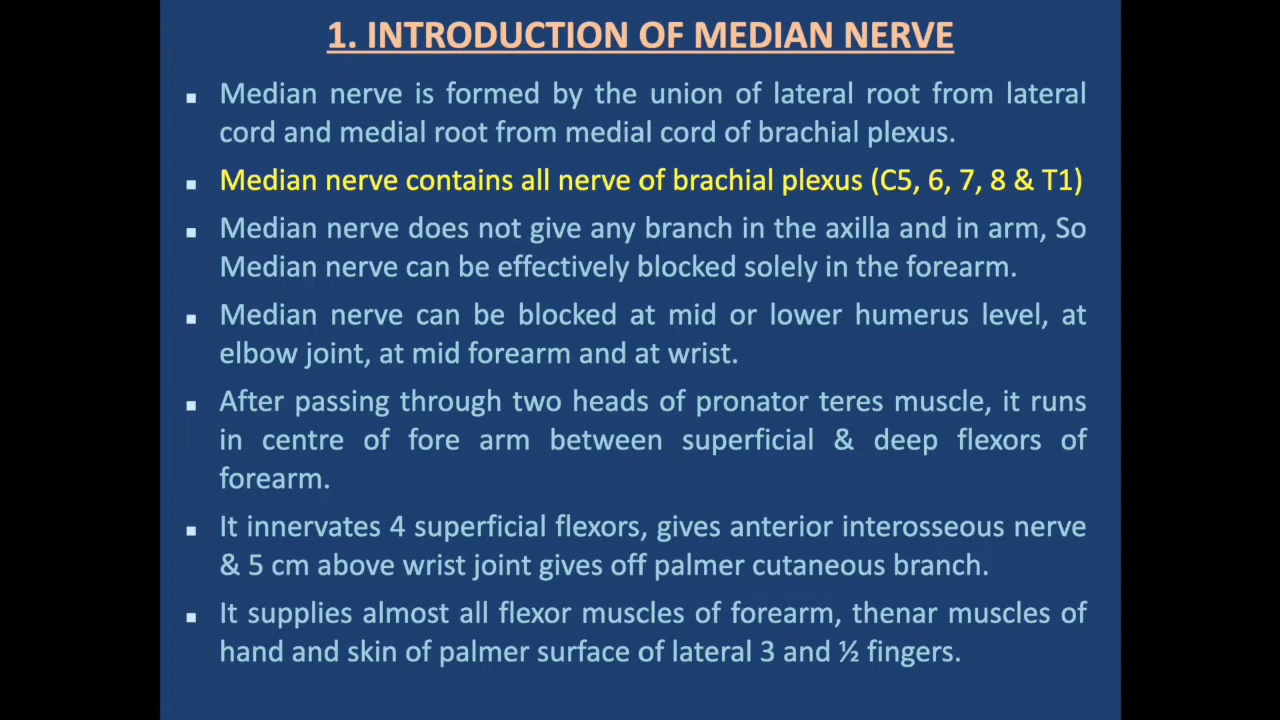 1. INTRODUCTION OF MEDIAN NERVE
▪ Median nerve is formed by the union of lateral root from lateral
cord and medial root from medial cord of brachial plexus.
▪ Median nerve contains all nerve of brachial plexus (C5, 6, 7, 8 & T1)
▪ Median nerve does not give any branch in the axilla and in arm, So
Median nerve can be effectively blocked solely in the forearm.
▪ Median nerve can be blocked at mid or lower humerus level, at
elbow joint, at mid forearm and at wrist.
▪ After passing through two heads of pronator teres muscle, it runs
in centre of fore arm between superficial & deep flexors of
forearm.
▪ It innervates 4 superficial flexors, gives anterior interosseous nerve
& 5 cm above wrist joint gives off palmer cutaneous branch.
▪ It supplies almost all flexor muscles of forearm, thenar muscles of
hand and skin of palmer surface of lateral 3 and ½ fingers.